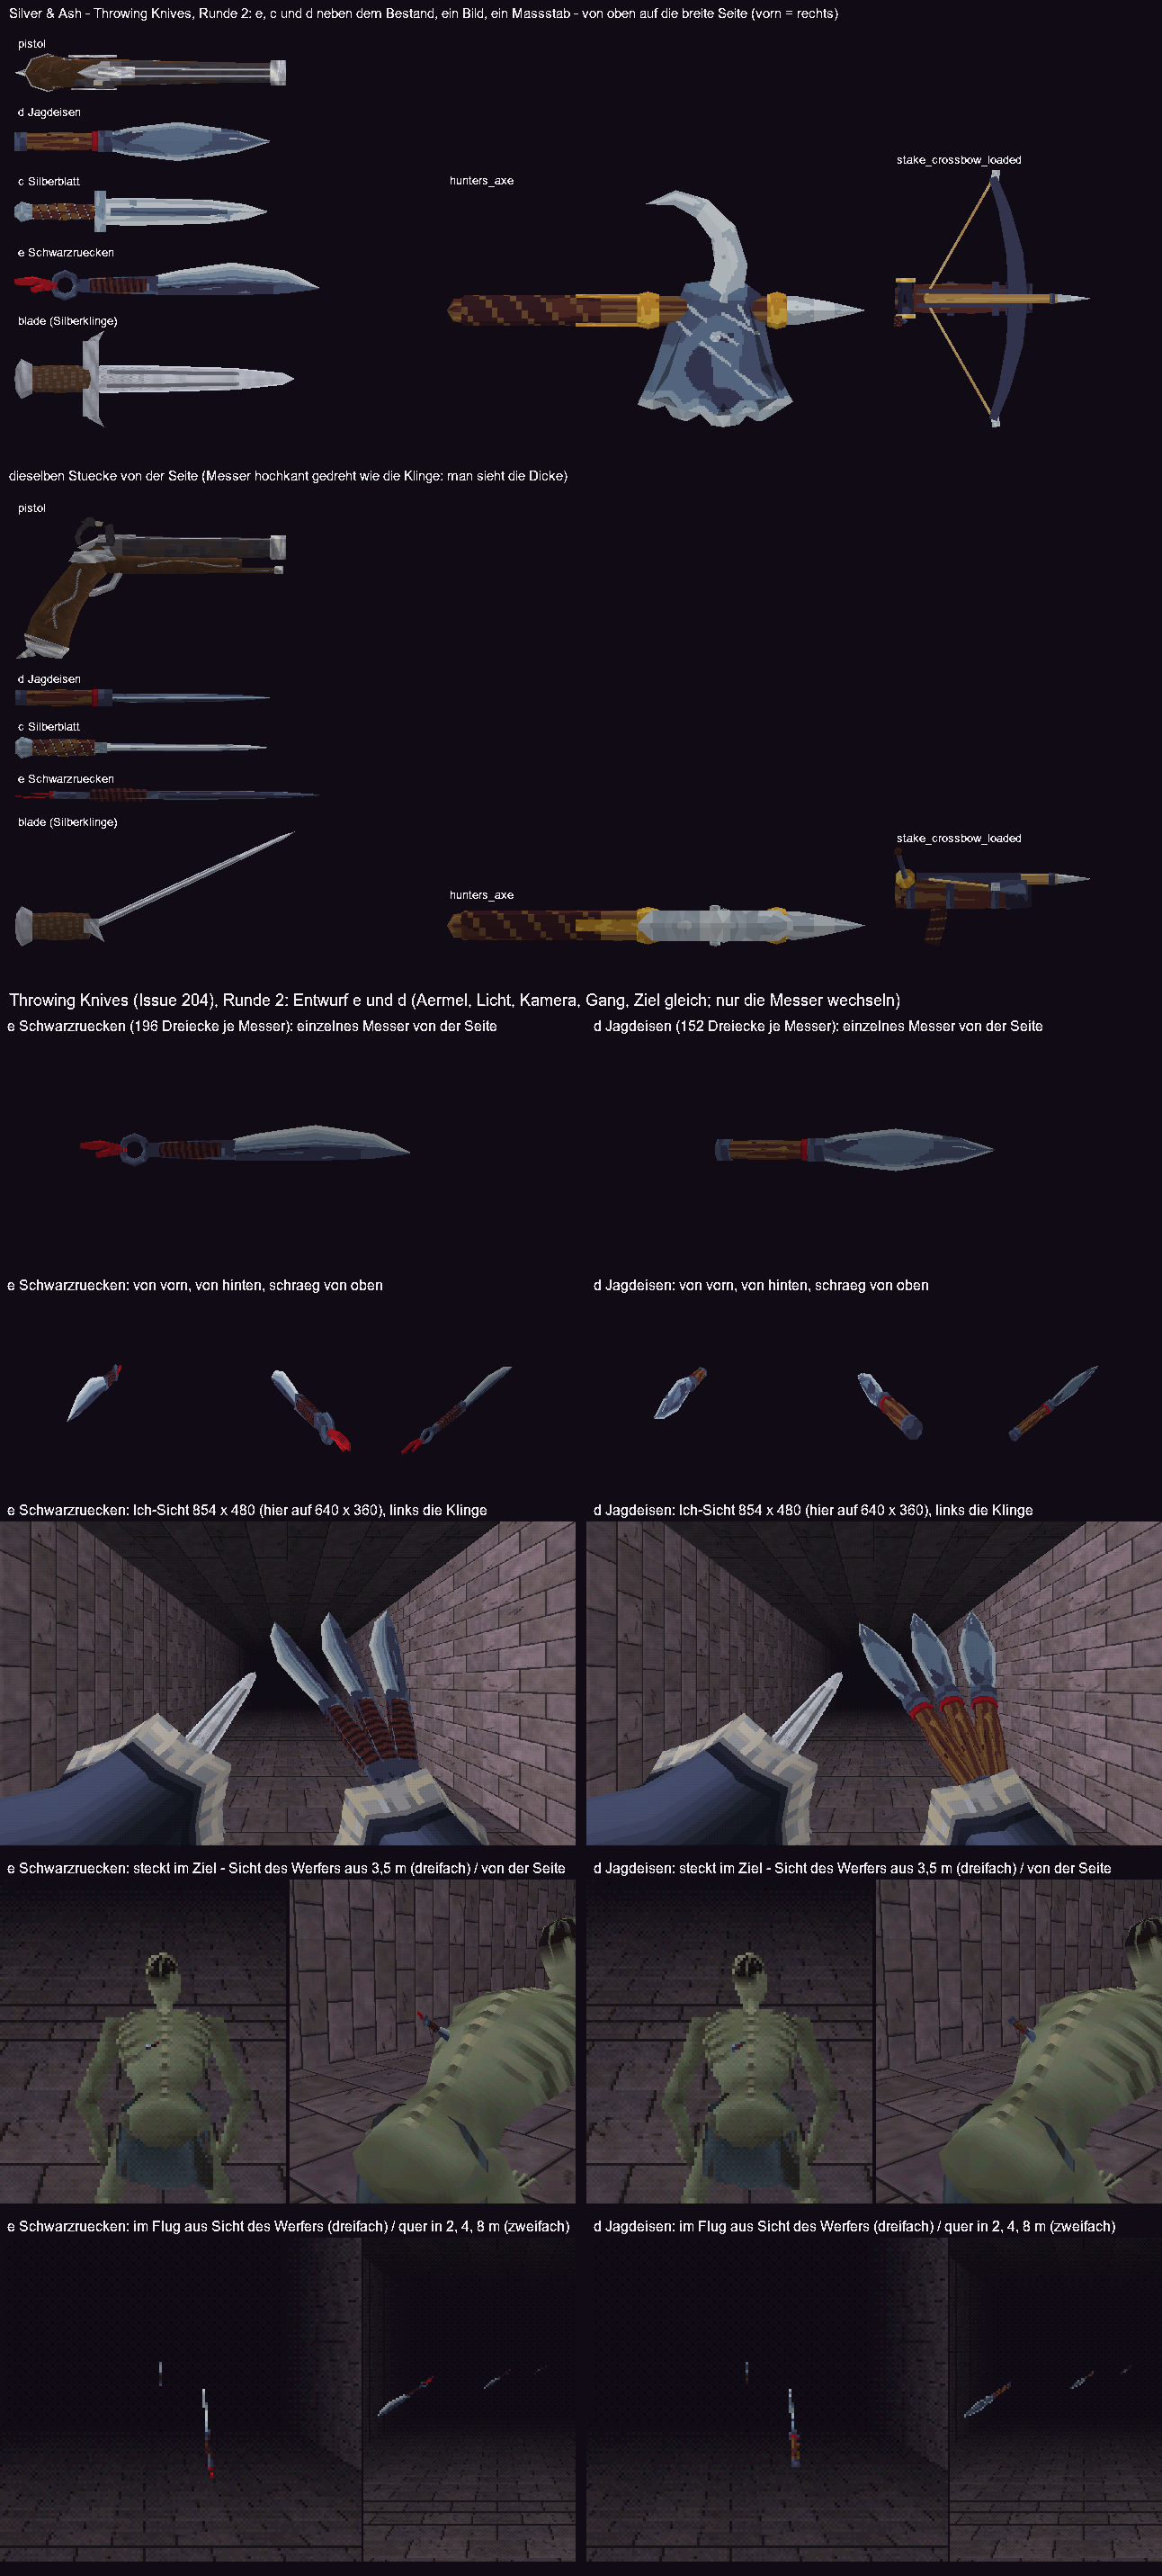 Silver & Ash - Throwing Knives, Runde 2: e, c und d neben dem Bestand, ein Bild, ein Massstab - von oben auf die breite Seite (vorn = rechts)
pistol
d Jagdeisen
stake_crossbow_loaded
c Silberblatt
hunters_axe
e Schwarzruecken
blade (Silberklinge)
dieselben Stuecke von der Seite (Messer hochkant gedreht wie die Klinge: man sieht die Dicke)
pistol
d Jagdeisen
c Silberblatt
e Schwarzruecken
blade (Silberklinge)
stake_crossbow_loaded
hunters_axe
Throwing Knives (Issue 204), Runde 2: Entwurf e und d (Aermel, Licht, Kamera, Gang, Ziel gleich; nur die Messer wechseln)
e Schwarzruecken (196 Dreiecke je Messer): einzelnes Messer von der Seite
d Jagdeisen (152 Dreiecke je Messer): einzelnes Messer von der Seite
e Schwarzruecken: von vorn, von hinten, schraeg von oben
d Jagdeisen: von vorn, von hinten, schraeg von oben
e Schwarzruecken: Ich-Sicht 854 x 480 (hier auf 640 x 360), links die Klinge
d Jagdeisen: Ich-Sicht 854 x 480 (hier auf 640 x 360), links die Klinge
e Schwarzruecken: steckt im Ziel - Sicht des Werfers aus 3,5 m (dreifach) / von der Seite
d Jagdeisen: steckt im Ziel - Sicht des Werfers aus 3,5 m (dreifach) / von der Seite
e Schwarzruecken: im Flug aus Sicht des Werfers (dreifach) / quer in 2, 4, 8 m (zweifach)
d Jagdeisen: im Flug aus Sicht des Werfers (dreifach) / quer in 2, 4, 8 m (zweifach)